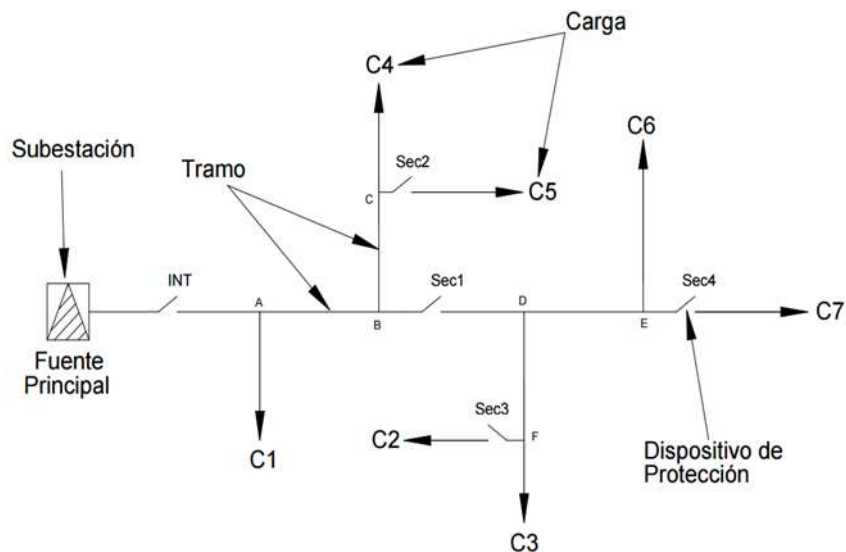 Carga
C4
C6
Subestación
Tramo
Sec2
C
C5
INT
A
B
Sec1
D
E
Sec4
C7
Fuente
Principal
C1
Sec3
C2
F
C3
Dispositivo de
Protección